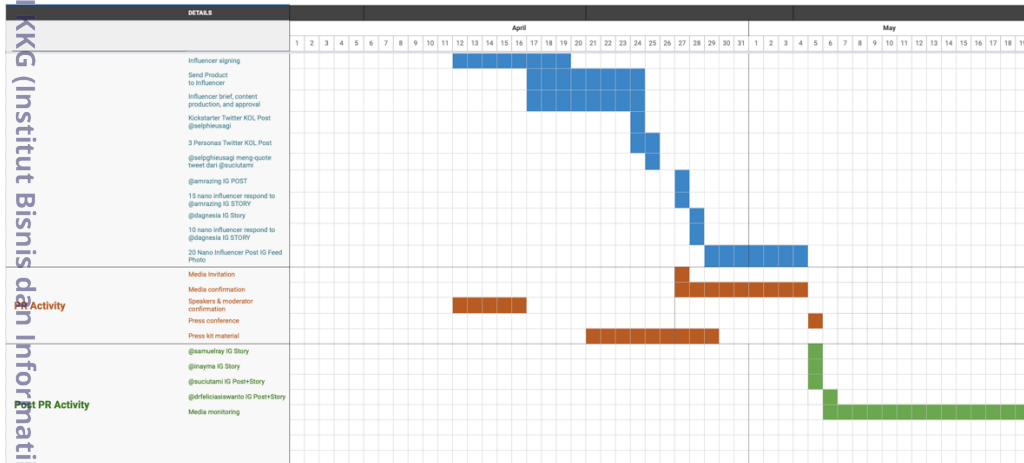 KKG (Institut Bisnis dan Informati
DETAILS
April
May
1 2 3 4 5 6 7 8 9 10 11 12 13 14 15 16 17 18 19 20 21 22 23 24 25 26 27 28 29 30 31 1 2 3 4 5 6 7 8 9 10 11 12 13 14 15 16 17 18
Influencer signing
Send Product
to Influencer
Influencer brief, content
production, and approval
Kickstarter Twitter KOL Post
@selphieusagi
3 Personas Twitter KOL Post
@selpghieusagi meng-quote
tweet dari @suciutami
@amrazing IG POST
15 nano influencer respond to
@amrazing IG STORY
@dagnesia IG Story
10 nano influencer respond to
@dagnesia IG STORY
20 Nano Influencer Post IG Feed
Photo
PR Activity
Media Invitation
Media confirmation
Speakers & moderator
confirmation
Press conference
Press kit material
Post PR Activity
@samuelray IG Story
@inayma IG Story
@suciutami IG Post+Story
@drfeliciasiswanto IG Post+Story
Media monitoring